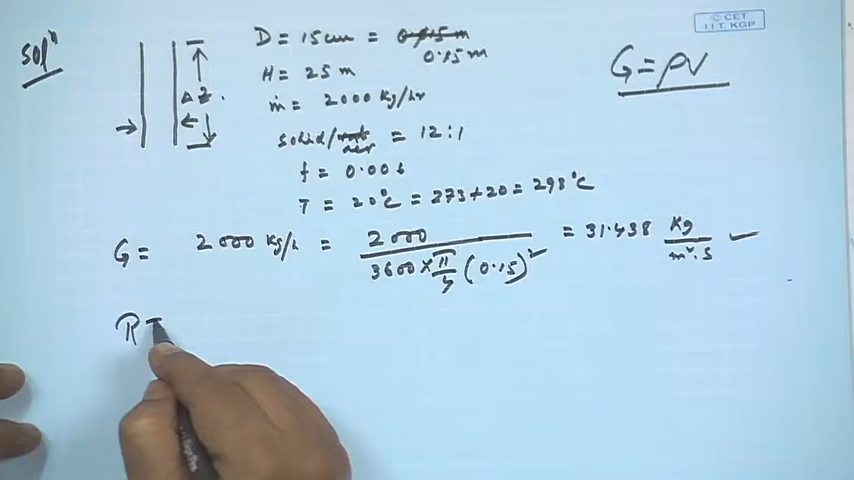 © CET
I.I.T. KGP
Solⁿ
D = 15 cm =
0.15 m
G = ρV
H = 25 m
ΔZ.
ṁ = 2000 Kg/hr
Solid/air = 12:1
f = 0.006
T = 20°C = 273+20 = 293°C
G = 2000 Kg/h = 2000 / 3600 × π/4 (0.15)² = 31.438 Kg / m².s ✓
R =